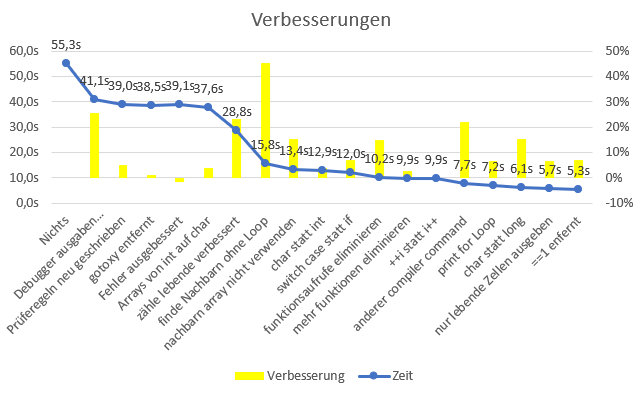 Verbesserungen
60,0s
50,0s
40,0s
30,0s
20,0s
10,0s
0,0s
55,3s
41,1s
39,0s
38,5s
39,1s
37,6s
28,8s
15,8s
13,4s
12,9s
12,0s
10,2s
9,9s
9,9s
7,7s
7,2s
6,1s
5,7s
5,3s
50%
40%
30%
20%
10%
0%
-10%
Nichts
Debugger ausgaben...
Prüferegeln neu geschrieben
gotoxy entfernt
Fehler ausgebessert
Arrays von int auf char
zähle lebende verbessert
finde Nachbarn ohne Loop
nachbarn array nicht verwenden
char statt int
switch case statt if
funktionsaufrufe eliminieren
mehr funktionen eliminieren
++i statt i++
anderer compiler command
print for Loop
char statt long
nur lebende Zellen ausgeben
==1 enfernt
Verbesserung
Zeit